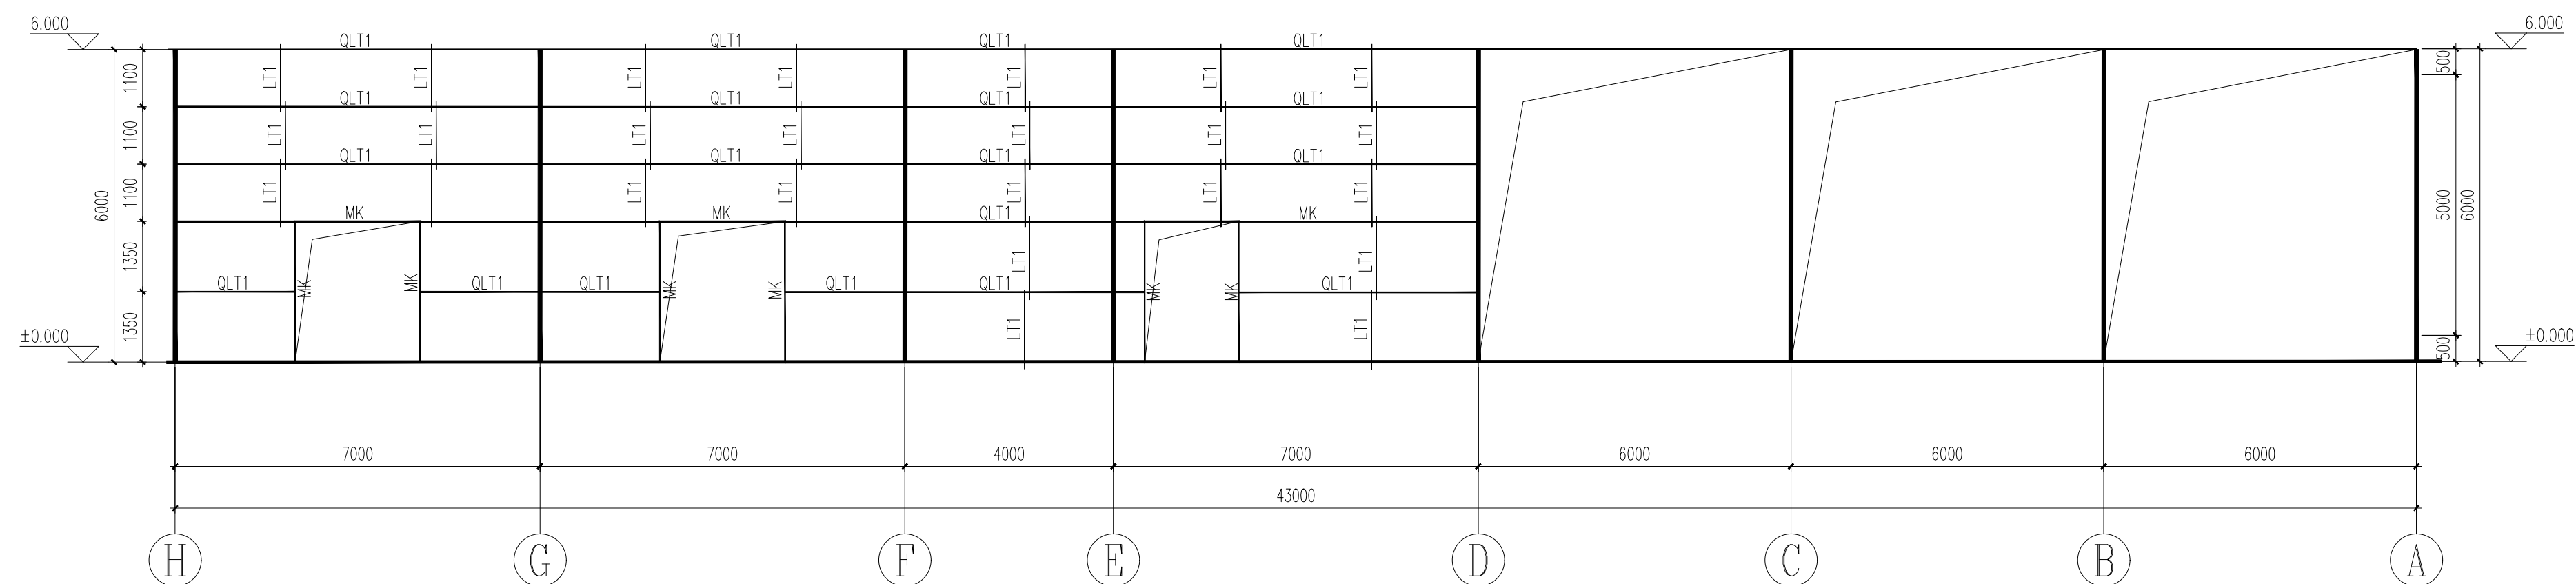 6.000
6.000
QLT1 QLT1 QLT1 QLT1
1100 LT1 LT1 LT1 LT1 LT1 LT1 LT1 500
QLT1 QLT1 QLT1 QLT1
1100 LT1 LT1 LT1 LT1 LT1 LT1 LT1
QLT1 QLT1 QLT1 QLT1
6000 1100 LT1 LT1 LT1 LT1 LT1 LT1 LT1 5000 6000
MK MK QLT1 MK
1350 LT1 LT1
QLT1 MK MK QLT1 QLT1 MK MK QLT1 QLT1 MK MK QLT1
±0.000 1350 LT1 LT1 500 ±0.000
7000 7000 4000 7000 6000 6000 6000
43000
H G F E D C B A